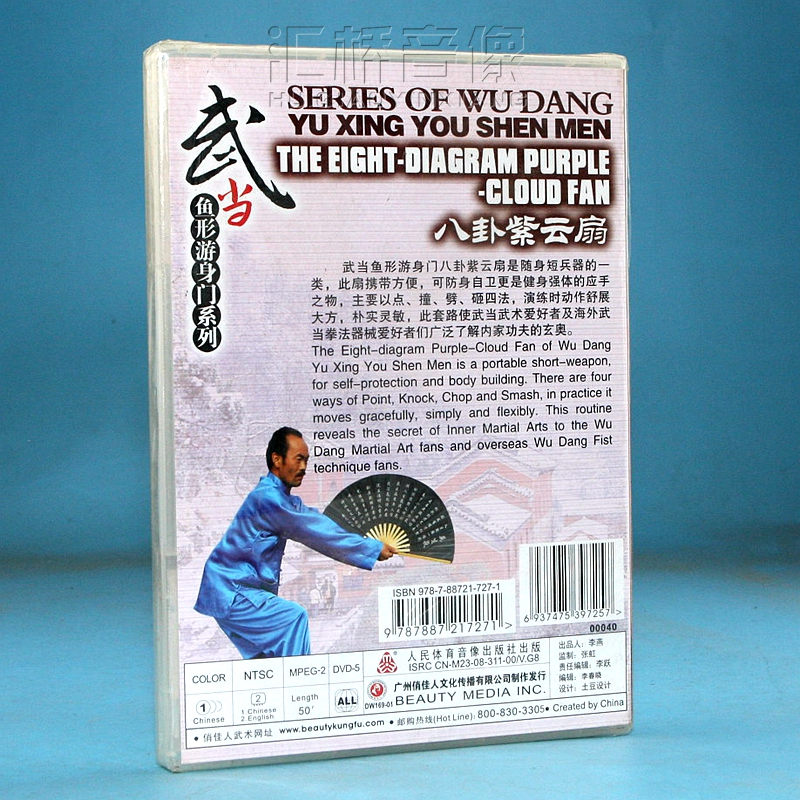 汇桥音像
SERIES OF WU DANG
YU XING YOU SHEN MEN
THE EIGHT-DIAGRAM PURPLE
-CLOUD FAN
八卦紫云扇
武当
鱼形游身门系列
武当鱼形游身门八卦紫云扇是随身短兵器的一
类，此扇携带方便，可防身自卫更是健身强体的应手
之物，主要以点、撞、劈、砸四法，演练时动作舒展
大方，朴实灵敏，此套路使武当武术爱好者及海外武
当拳法器械爱好者们广泛了解内家功夫的玄奥。
The Eight-diagram Purple-Cloud Fan of Wu Dang
Yu Xing You Shen Men is a portable short-weapon,
for self-protection and body building. There are four
ways of Point, Knock, Chop and Smash, in practice it
moves gracefully, simply and flexibly. This routine
reveals the secret of Inner Martial Arts to the Wu
Dang Martial Art fans and overseas Wu Dang Fist
technique fans.
ISBN 978-7-88721-727-1
9 787887 217271 >
6 937475 397257 >
00040
COLOR NTSC MPEG-2 DVD-5
1 Chinese
2
1 Chinese
2 English
Length
50'
ALL
人民体育音像出版社出版
ISRC CN-M23-08-311-00/V.G8
DW169-01
广州俏佳人文化传播有限公司制作发行
BEAUTY MEDIA INC.
出品人：李燕
监制：张虹
责任编辑：李跃
编辑：李春晓
设计：土豆设计
• 俏佳人武术网址 www.beautykungfu.com • 邮购热线(Hot Line): 800-830-3305 • Created by China